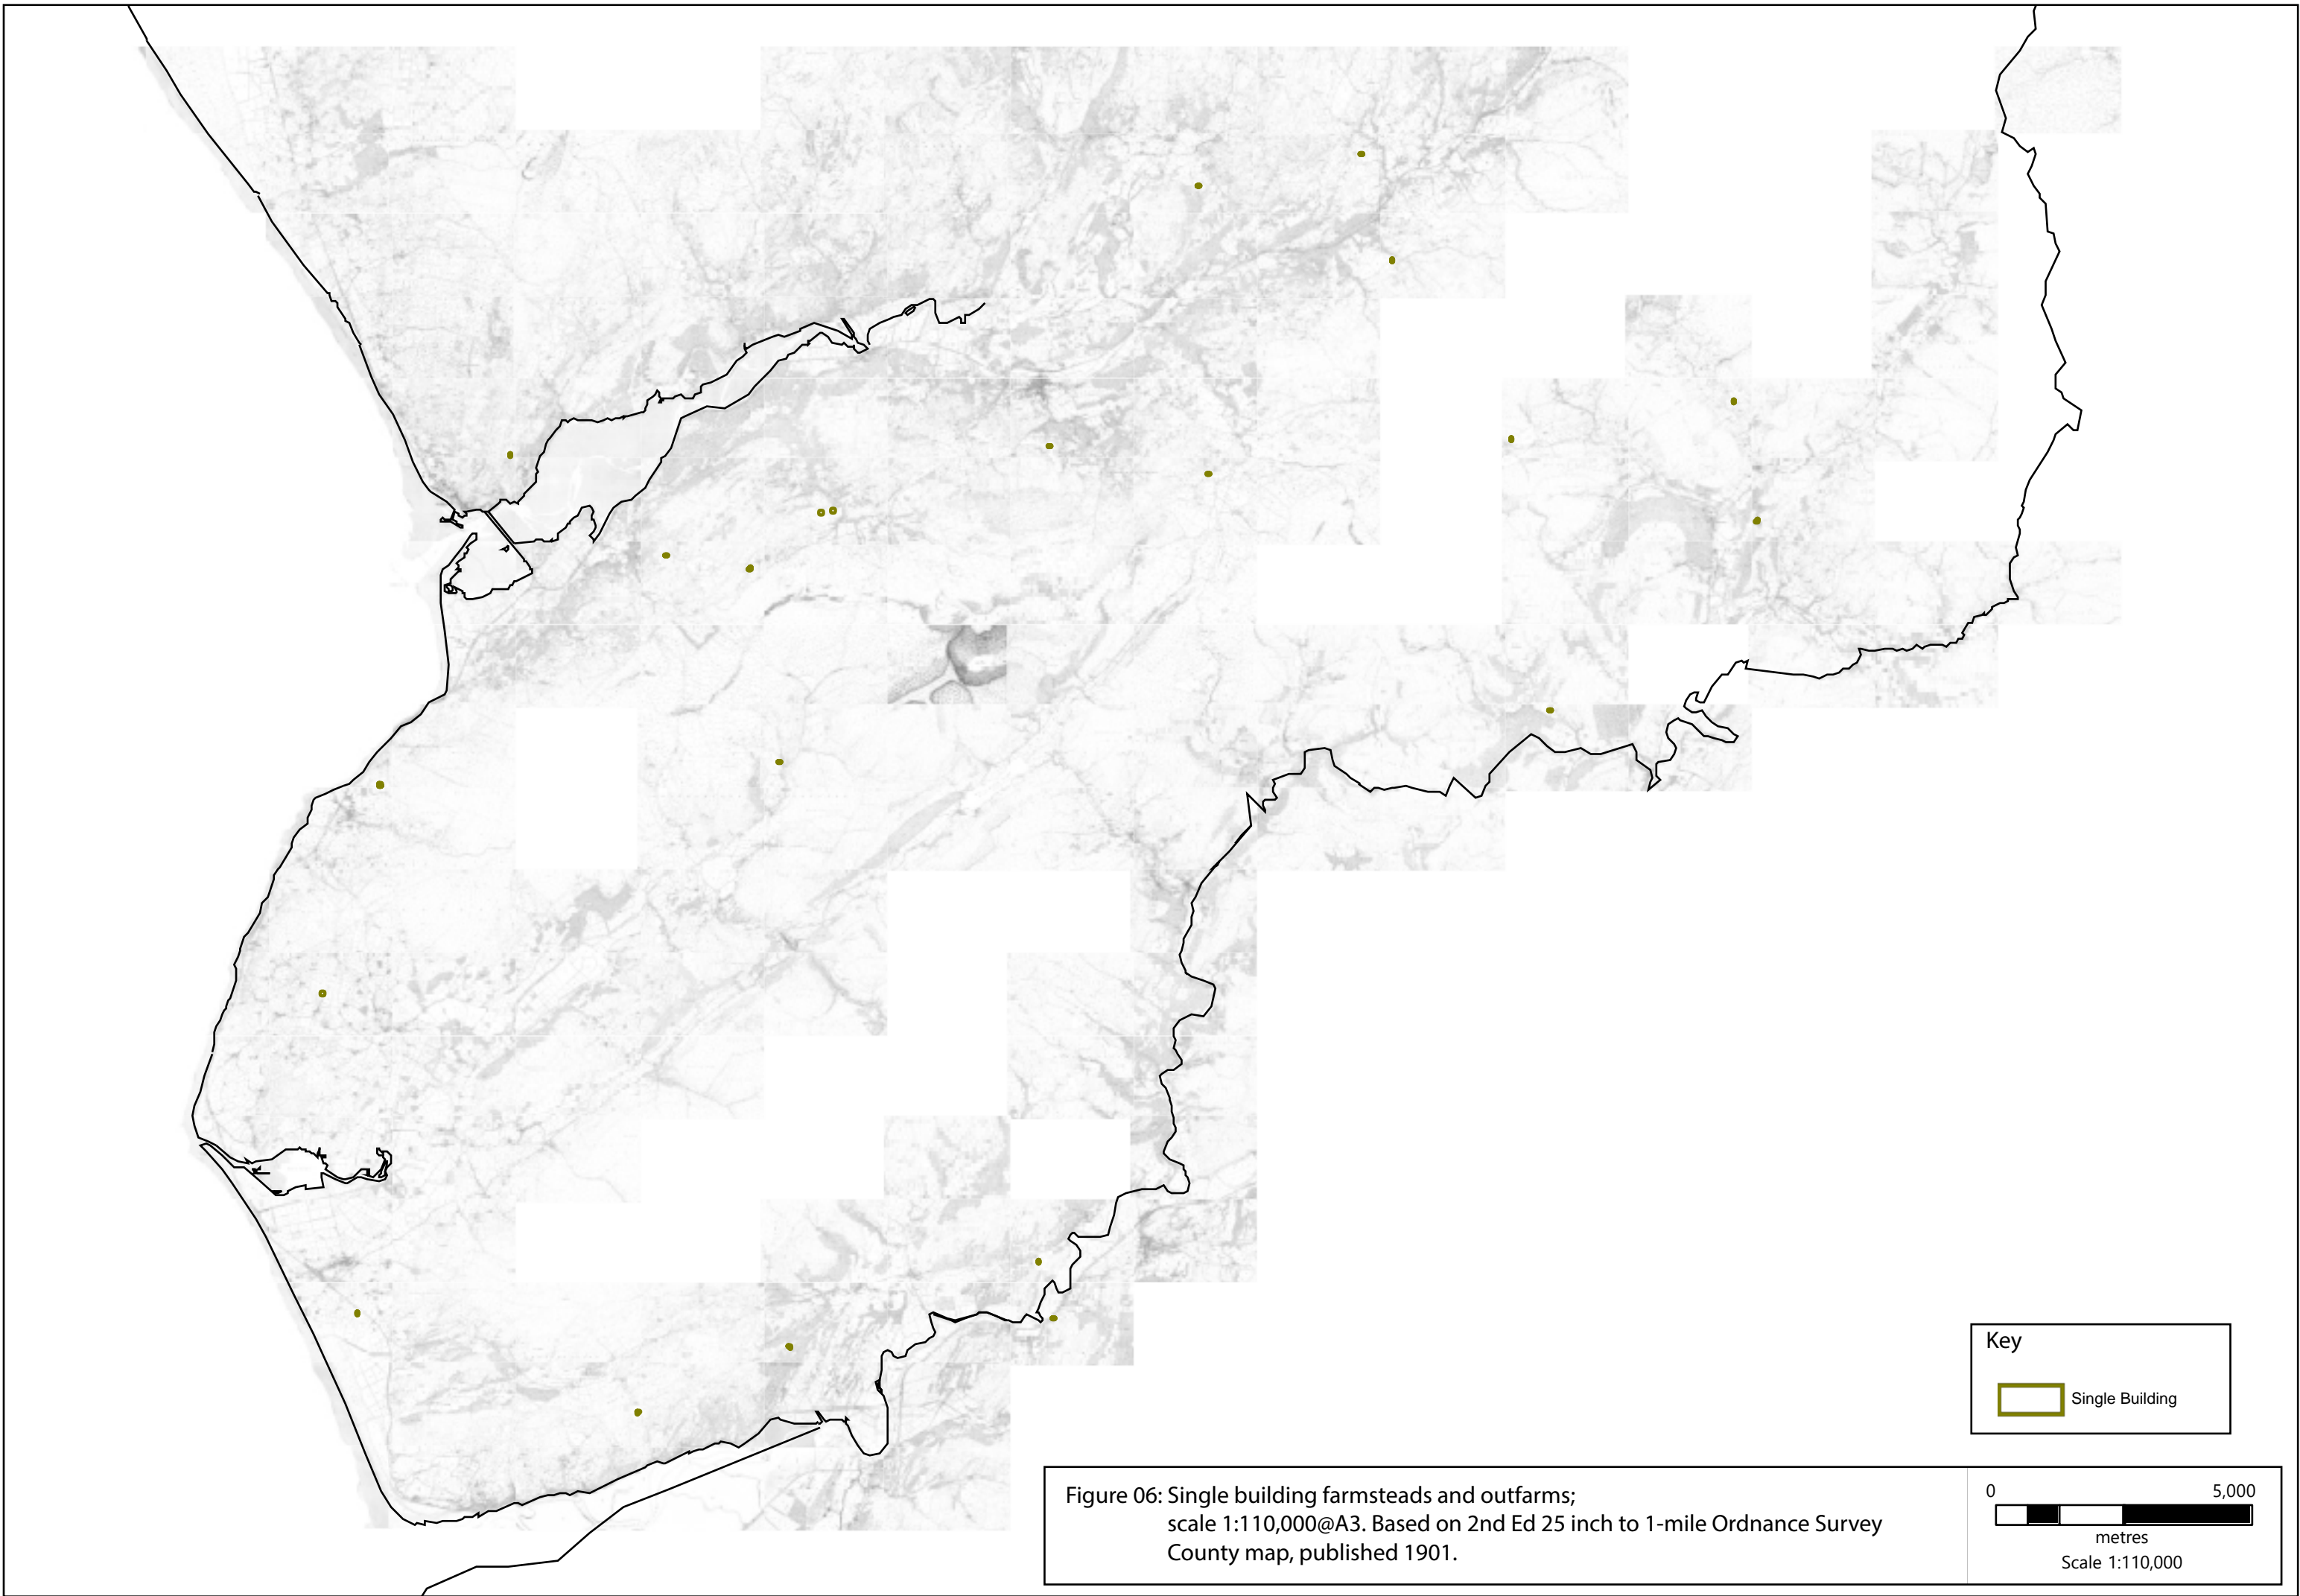 Key
Single Building
Figure 06: Single building farmsteads and outfarms;
scale 1:110,000@A3. Based on 2nd Ed 25 inch to 1-mile Ordnance Survey
County map, published 1901.
0 5,000
metres
Scale 1:110,000